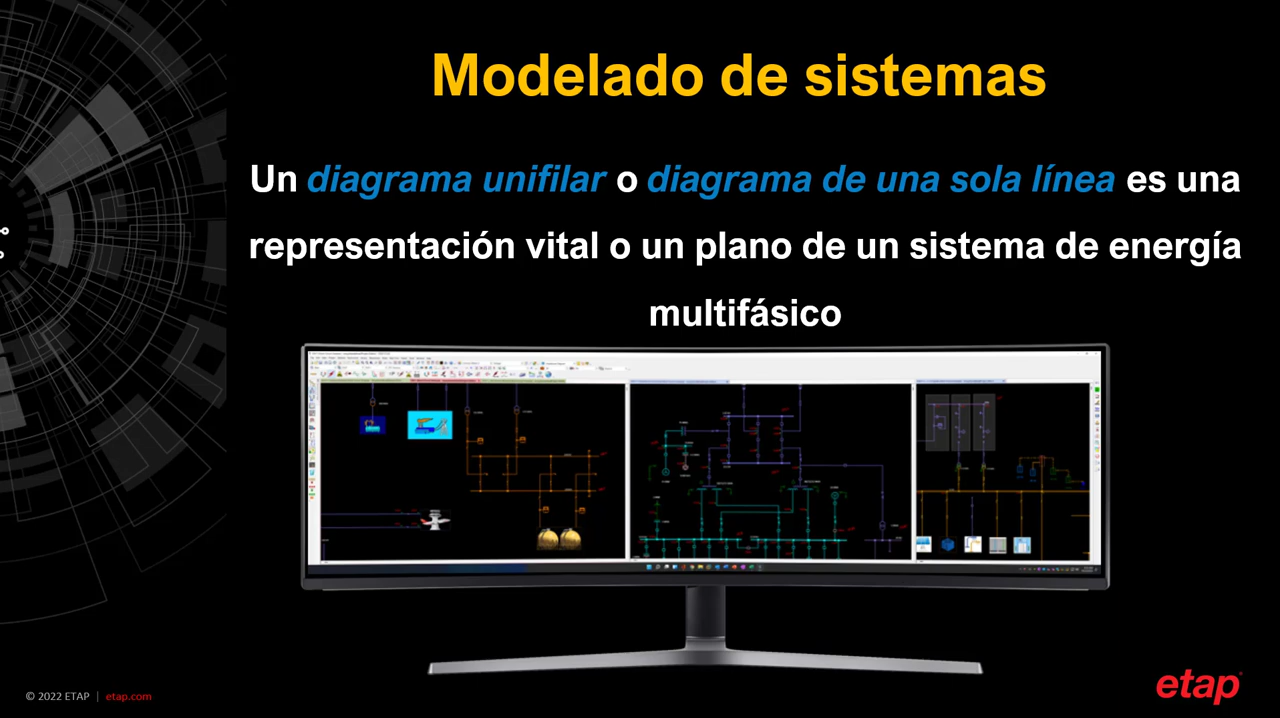 Modelado de sistemas
Un diagrama unifilar o diagrama de una sola línea es una
representación vital o un plano de un sistema de energía
multifásico
© 2022 ETAP | etap.com
etap